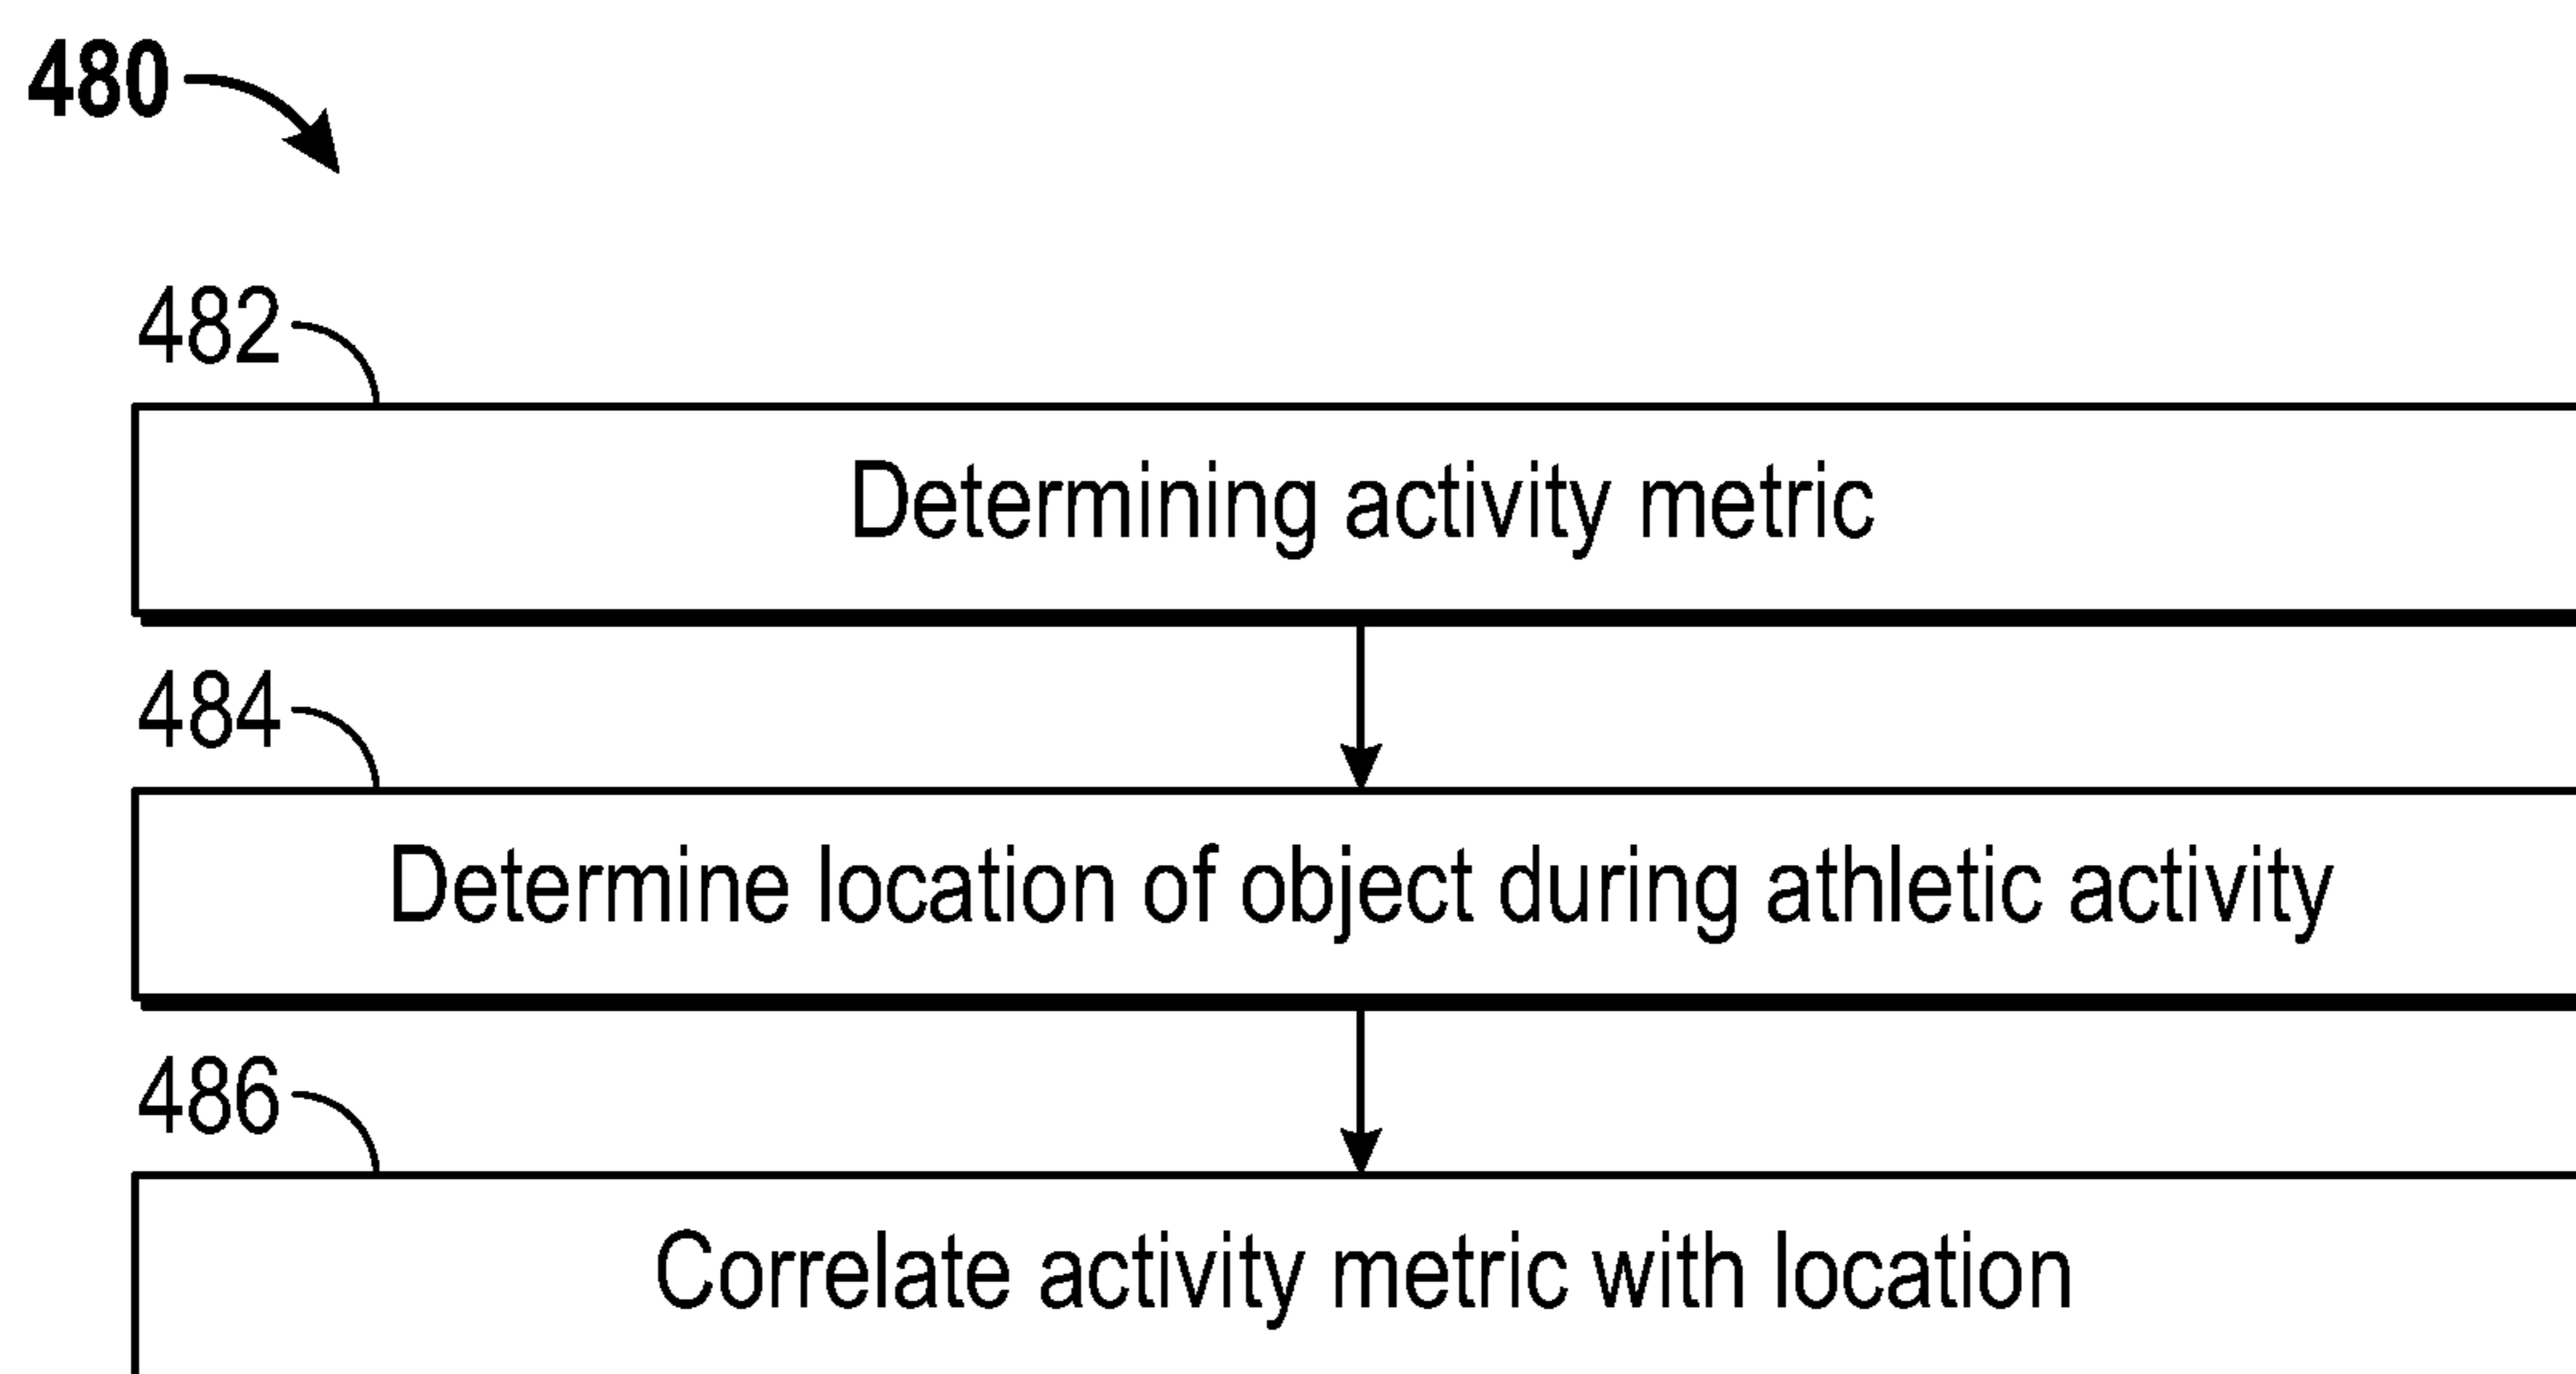 480
482
Determining activity metric
484
Determine location of object during athletic activity
486
Correlate activity metric with location